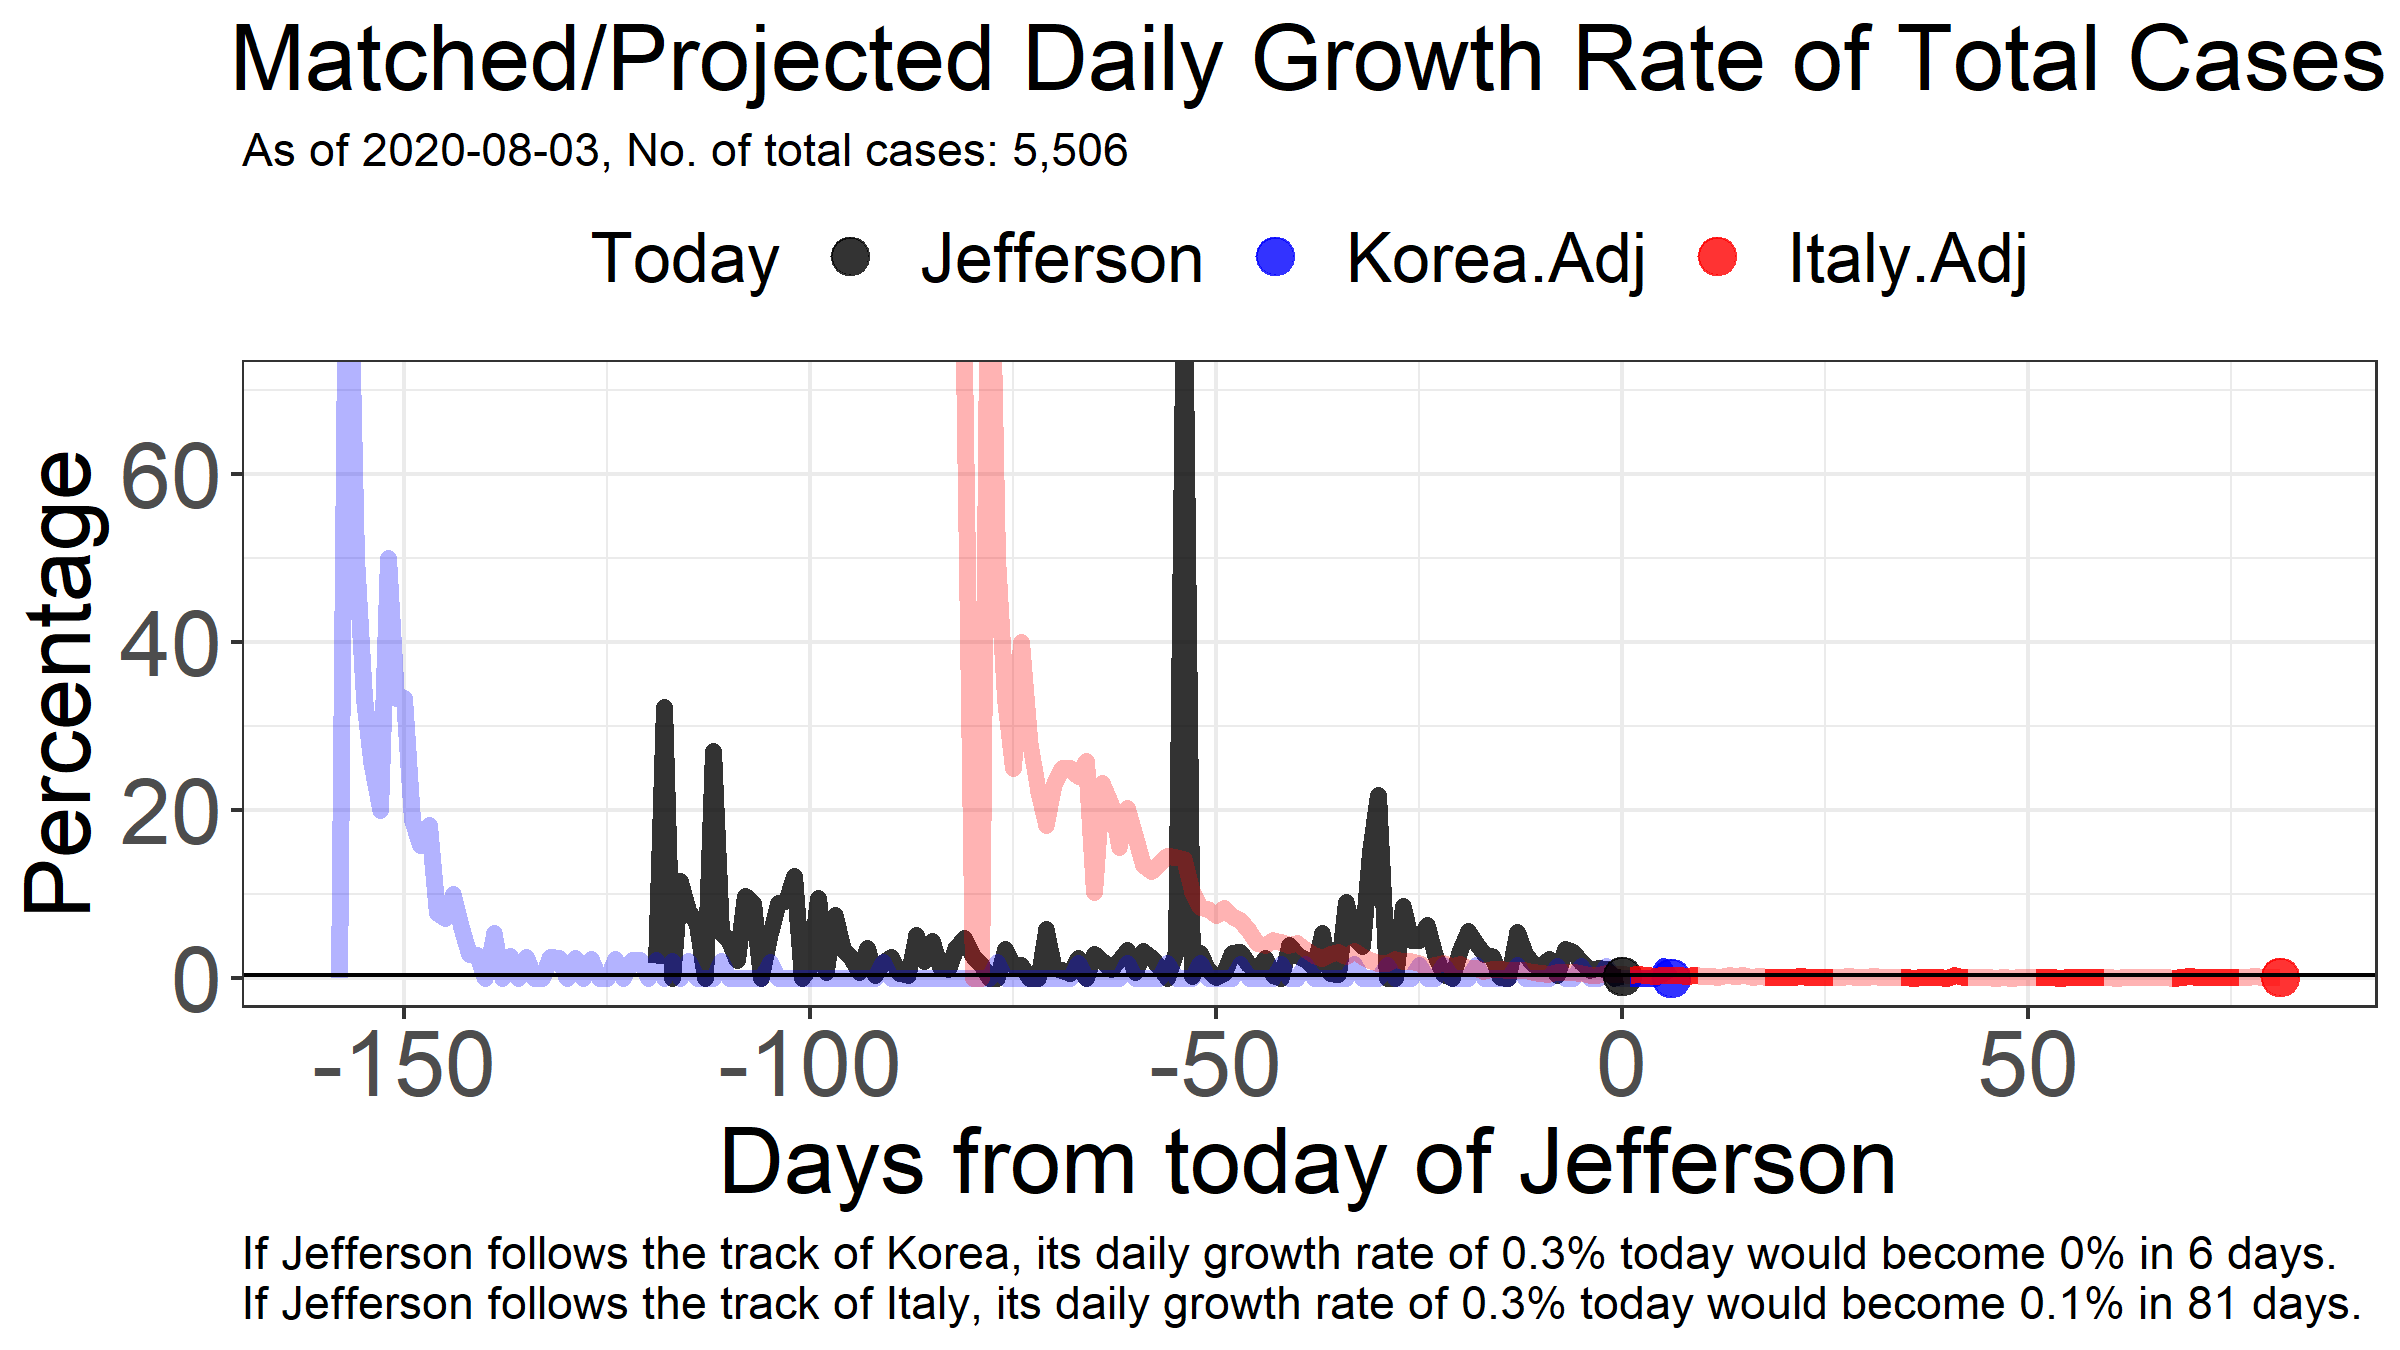 Matched/Projected Daily Growth Rate of Total Cases
As of 2020-08-03, No. of total cases: 5,506
Today Jefferson Korea.Adj Italy.Adj
Percentage
60
40
20
0
-150 -100 -50 0 50
Days from today of Jefferson
If Jefferson follows the track of Korea, its daily growth rate of 0.3% today would become 0% in 6 days.
If Jefferson follows the track of Italy, its daily growth rate of 0.3% today would become 0.1% in 81 days.